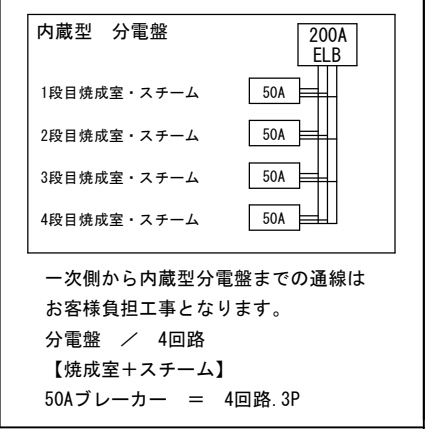 内蔵型　分電盤
200A
ELB
1段目焼成室・スチーム
50A
2段目焼成室・スチーム
50A
3段目焼成室・スチーム
50A
4段目焼成室・スチーム
50A
一次側から内蔵型分電盤までの通線は
お客様負担工事となります。
分電盤　／　4回路
【焼成室＋スチーム】
50Aブレーカー　＝　4回路.3P